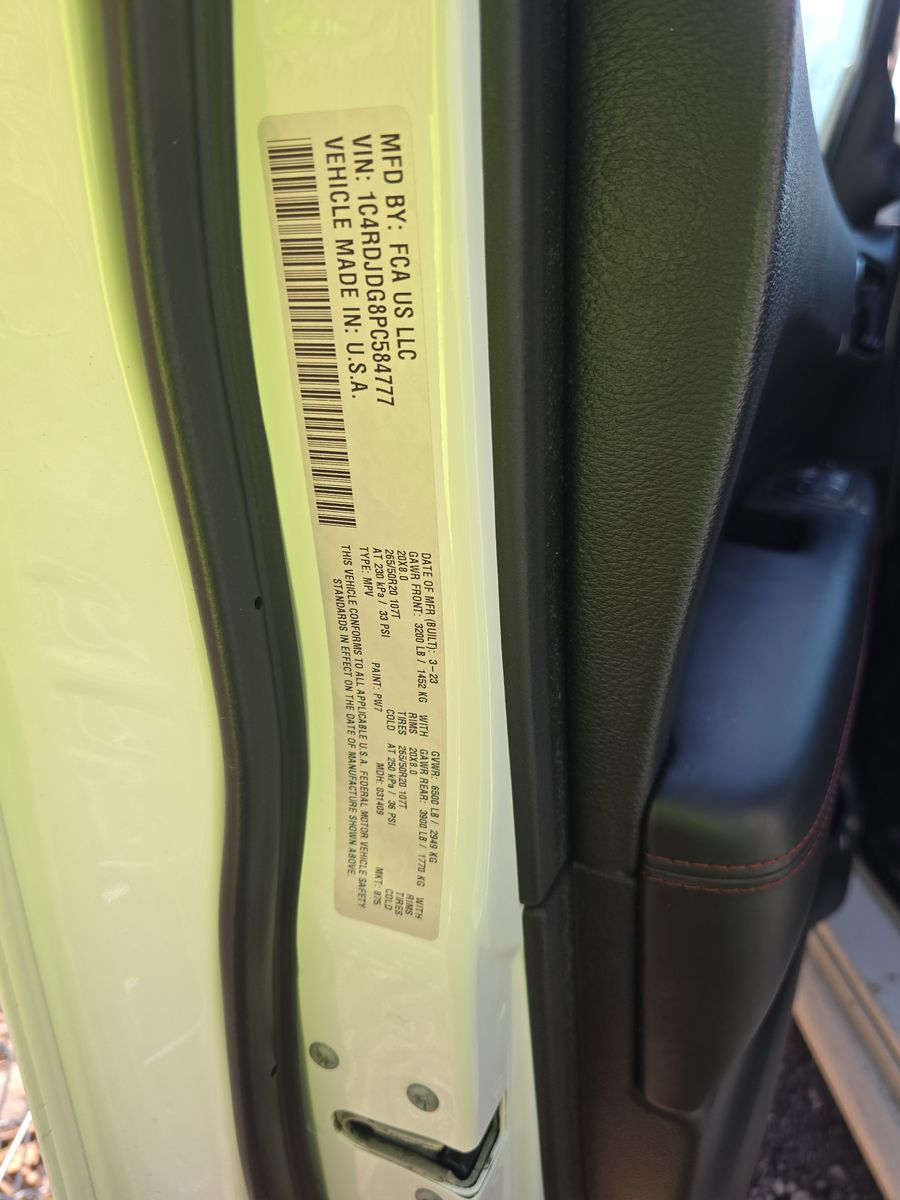 MFD BY: FCA US LLC
VIN: 1C4RDJDG8PC584777
VEHICLE MADE IN: U.S.A.
DATE OF MFR (BUILT): 3-23 GVWR: 6500 LB / 2949 KG
GAWR FRONT: 3200 LB / 1452 KG WITH GAWR REAR: 3900 LB / 1770 KG WITH
20X8.0 RIMS 20X8.0 RIMS
265/50R20 107T TIRES 265/50R20 107T TIRES
AT 230 kPa / 33 PSI COLD AT 250 kPa / 36 PSI COLD
TYPE: MPV PAINT: PW7 MDH: 031409 MKT: 875
THIS VEHICLE CONFORMS TO ALL APPLICABLE U.S.A. FEDERAL MOTOR VEHICLE SAFETY
STANDARDS IN EFFECT ON THE DATE OF MANUFACTURE SHOWN ABOVE.